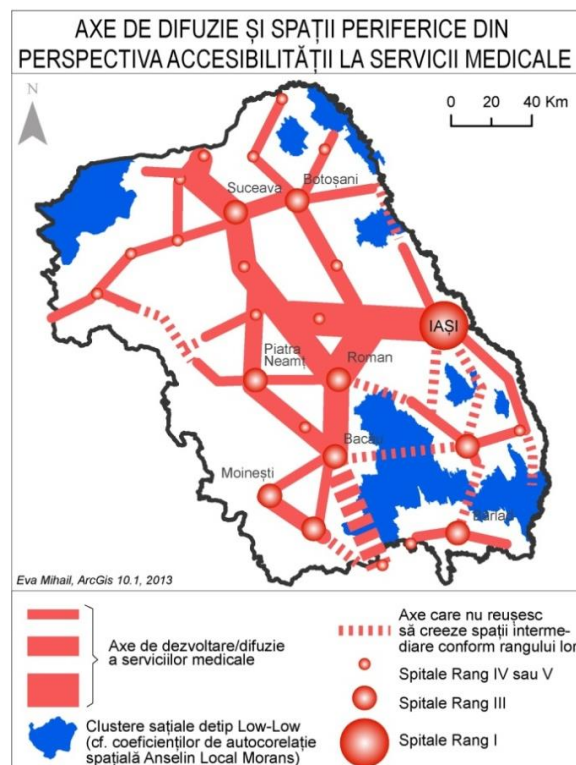 AXE DE DIFUZIE ȘI SPAȚII PERIFERICE DIN
PERSPECTIVA ACCESIBILITĂȚII LA SERVICII MEDICALE
N
0 20 40 Km
Suceava
Botoșani
IAȘI
Piatra
Neamț
Roman
Bacău
Moinești
Bârlad
Eva Mihail, ArcGis 10.1, 2013
Axe de dezvoltare/difuzie
a serviciilor medicale
Clustere sațiale detip Low-Low
(cf. coeficienților de autocorelație
spațială Anselin Local Morans)
Axe care nu reușesc
să creeze spații interme-
diare conform rangului lor
Spitale Rang IV sau V
Spitale Rang III
Spitale Rang I